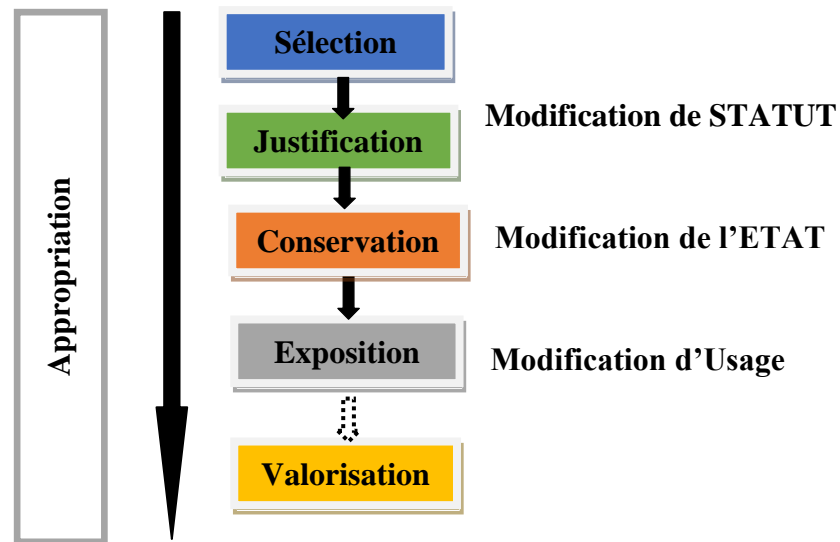 Appropriation
Sélection
Justification
Modification de STATUT
Conservation
Modification de l’ETAT
Exposition
Modification d’Usage
Valorisation